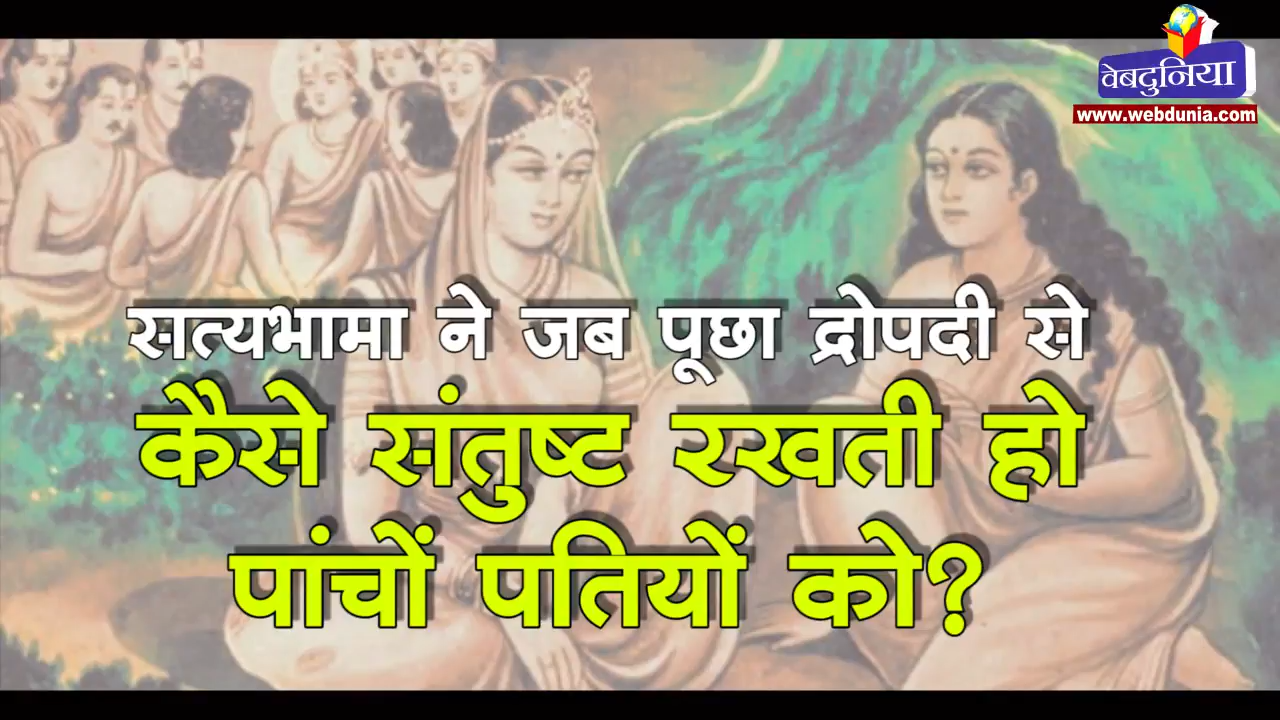 वेबदुनिया
www.webdunia.com
सत्यभामा ने जब पूछा द्रोपदी से
कैसे संतुष्ट रखती हो
पांचों पतियों को?